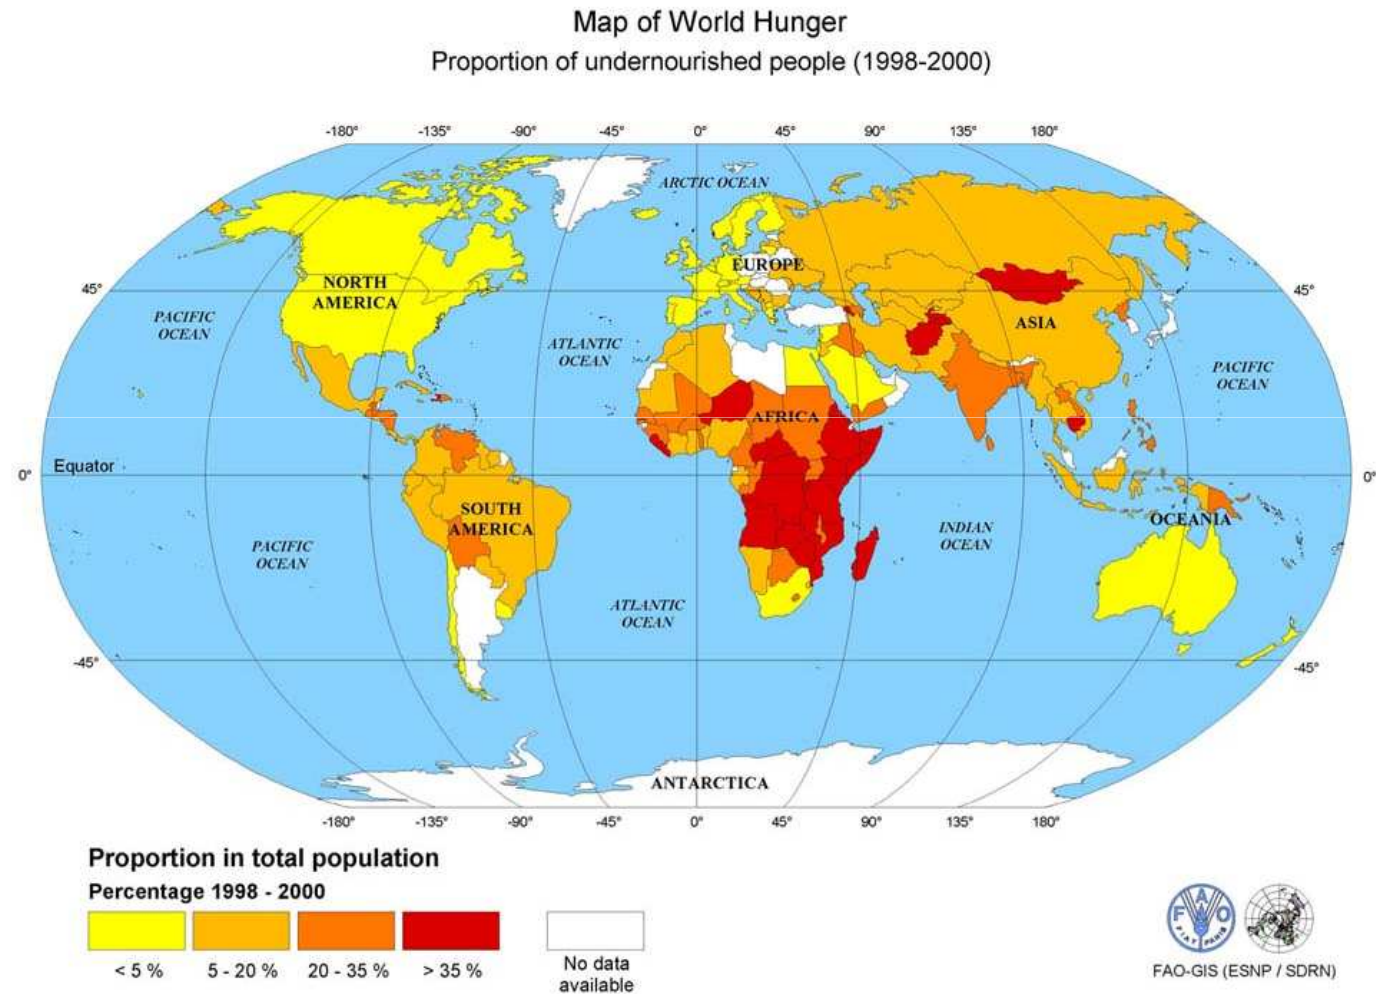 Map of World Hunger
Proportion of undernourished people (1998-2000)
-180° -135° -90° -45° 0° 45° 90° 135° 180°
ARCTIC OCEAN
EUROPE
NORTH
AMERICA
45° 45°
PACIFIC
OCEAN
ASIA
ATLANTIC
OCEAN
PACIFIC
OCEAN
AFRICA
Equator
0° 0°
SOUTH
AMERICA
OCEANIA
INDIAN
OCEAN
PACIFIC
OCEAN
ATLANTIC
OCEAN
-45° -45°
ANTARCTICA
-180° -135° -90° -45° 0° 45° 90° 135° 180°
Proportion in total population
Percentage 1998 - 2000
< 5 % 5 - 20 % 20 - 35 % > 35 % No data
available
F A O
FIAT PANIS
FAO-GIS (ESNP / SDRN)